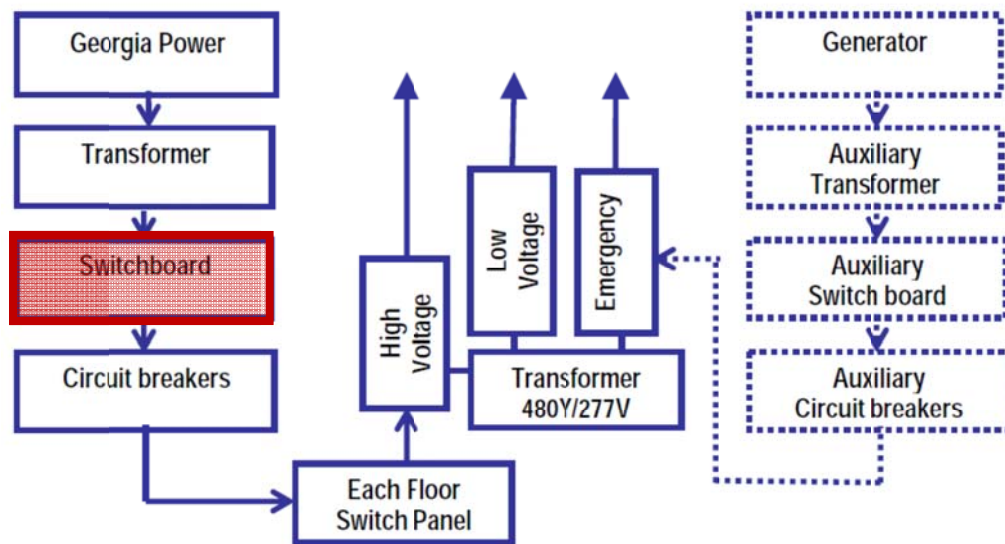 Georgia Power
Transformer
Switchboard
Circuit breakers
Each Floor
Switch Panel
High
Voltage
Low
Voltage
Emergency
Transformer
480Y/277V
Generator
Auxiliary
Transformer
Auxiliary
Switch board
Auxiliary
Circuit breakers